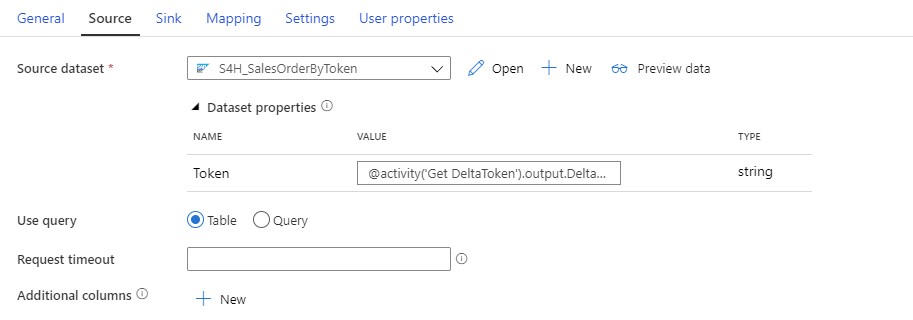 General Source Sink Mapping Settings User properties
Source dataset * S4H_SalesOrderByToken Open New Preview data
Dataset properties
NAME VALUE TYPE
Token @activity('Get DeltaToken').output.Delta... string
Use query Table Query
Request timeout
Additional columns New